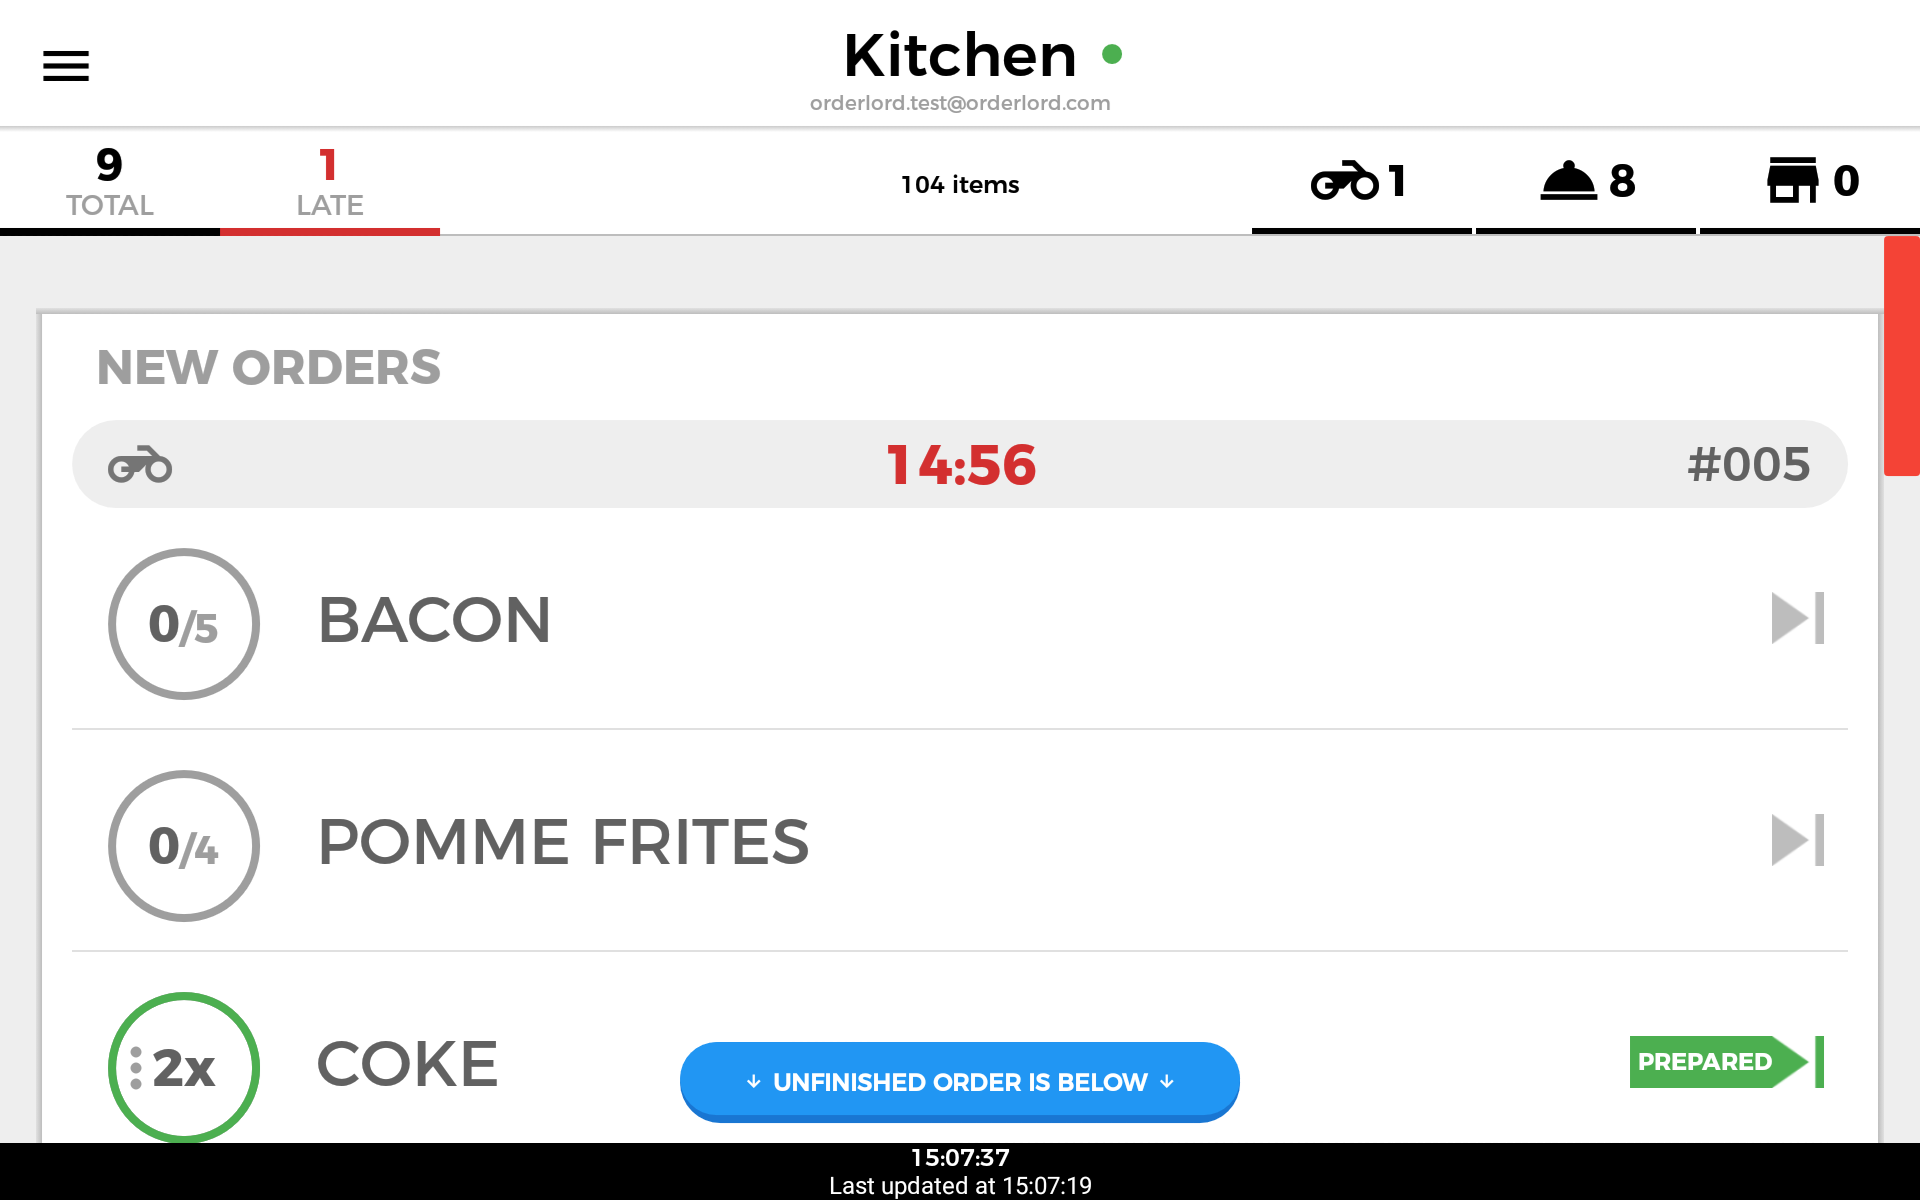 Kitchen
orderlord.test@orderlord.com
9
TOTAL
1
LATE
104 items
1
8
0
NEW ORDERS
14:56
#005
0/5
BACON
0/4
POMME FRITES
2x
COKE
PREPARED
↓ UNFINISHED ORDER IS BELOW ↓
15:07:37
Last updated at 15:07:19